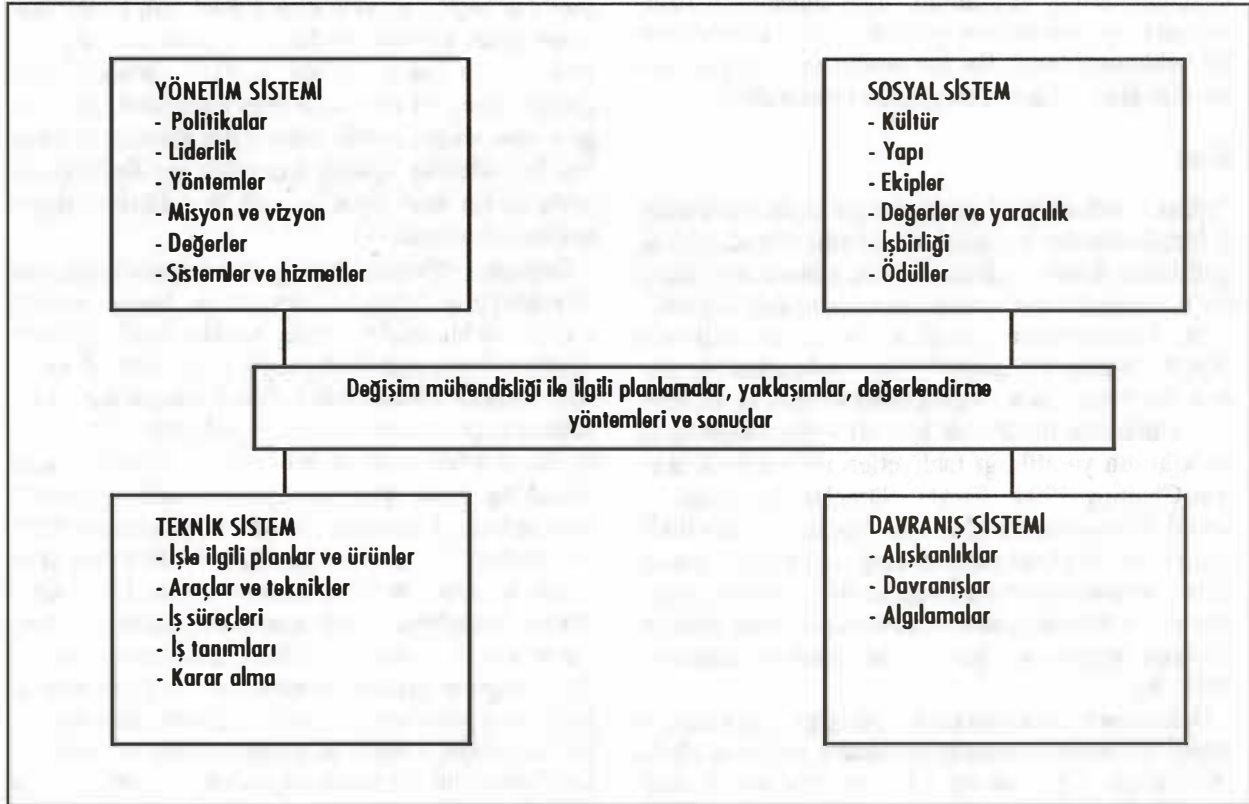 YÖNETİM SİSTEMİ
- Politikalar
- Liderlik
- Yöntemler
- Misyon ve vizyon
- Değerler
- Sistemler ve hizmetler
SOSYAL SİSTEM
- Kültür
- Yapı
- Ekipler
- Değerler ve yaracılık
- İşbirliği
- Ödüller
Değişim mühendisliği ile ilgili planlamalar, yaklaşımlar, değerlendirme
yöntemleri ve sonuçlar
TEKNİK SİSTEM
- İşle ilgili planlar ve ürünler
- Araçlar ve teknikler
- İş süreçleri
- İş tanımları
- Karar alma
DAVRANIŞ SİSTEMİ
- Alışkanlıklar
- Davranışlar
- Algılamalar